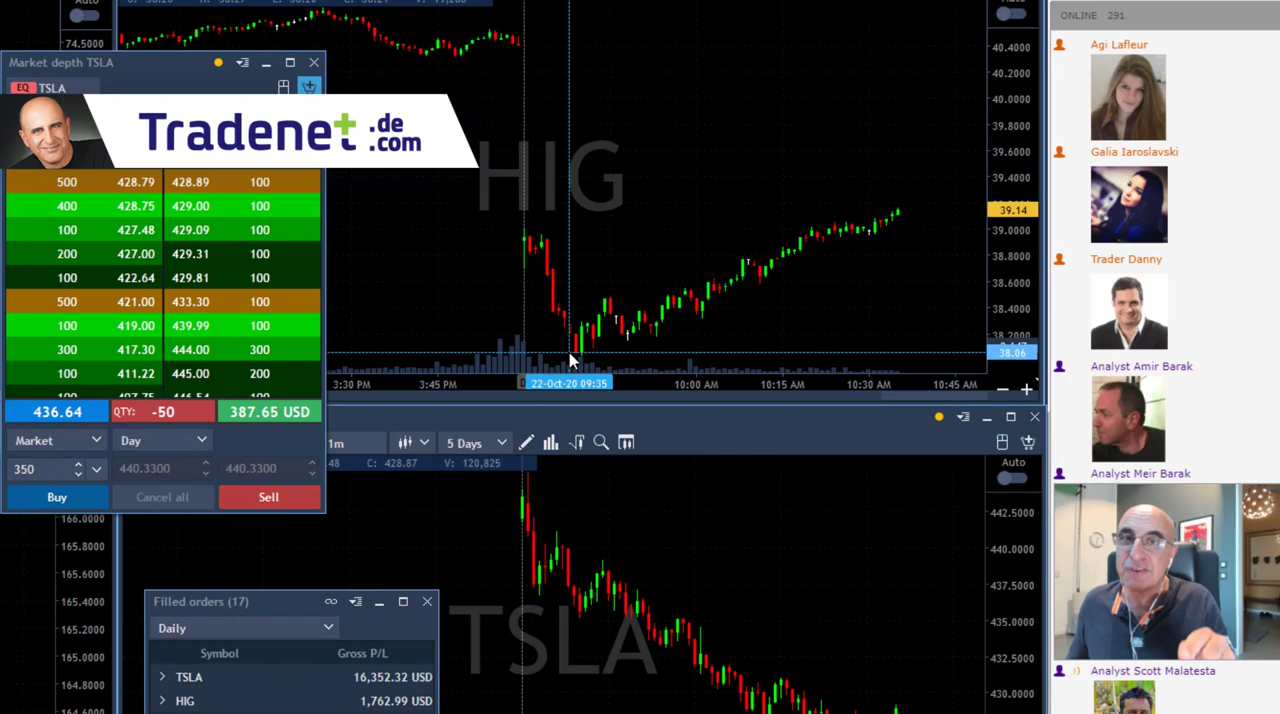 Auto
74.5000
Market depth TSLA
EQ TSLA
Tradenet .de
.com
500 428.79 428.89 100
400 428.75 429.00 100
100 427.48 429.09 100
200 427.00 429.31 100
100 422.64 429.81 100
500 421.00 433.30 100
100 419.00 439.99 100
300 417.30 444.00 300
100 411.22 445.00 200
436.64 QTY: -50 387.65 USD
Market Day
350 440.3300 440.3300
Buy Cancel all Sell
166.0000
165.8000
165.6000
165.4000
165.2000
165.0000
164.8000
164.6000
HIG
Auto
40.4000
40.2000
40.0000
39.8000
39.6000
39.4000
39.14
39.0000
38.8000
38.6000
38.4000
38.2000
38.06
3:30 PM 3:45 PM 22-Oct-20 09:35 10:00 AM 10:15 AM 10:30 AM 10:45 AM
1m 5 Days
48 C: 428.87 V: 120,825
Auto
442.5000
440.0000
437.5000
435.0000
432.5000
430.0000
TSLA
Filled orders (17)
Daily
Symbol Gross P/L
TSLA 16,352.32 USD
HIG 1,762.99 USD
ONLINE 291
Agi Lafleur
Galia Iaroslavski
Trader Danny
Analyst Amir Barak
Analyst Meir Barak
Analyst Scott Malatesta